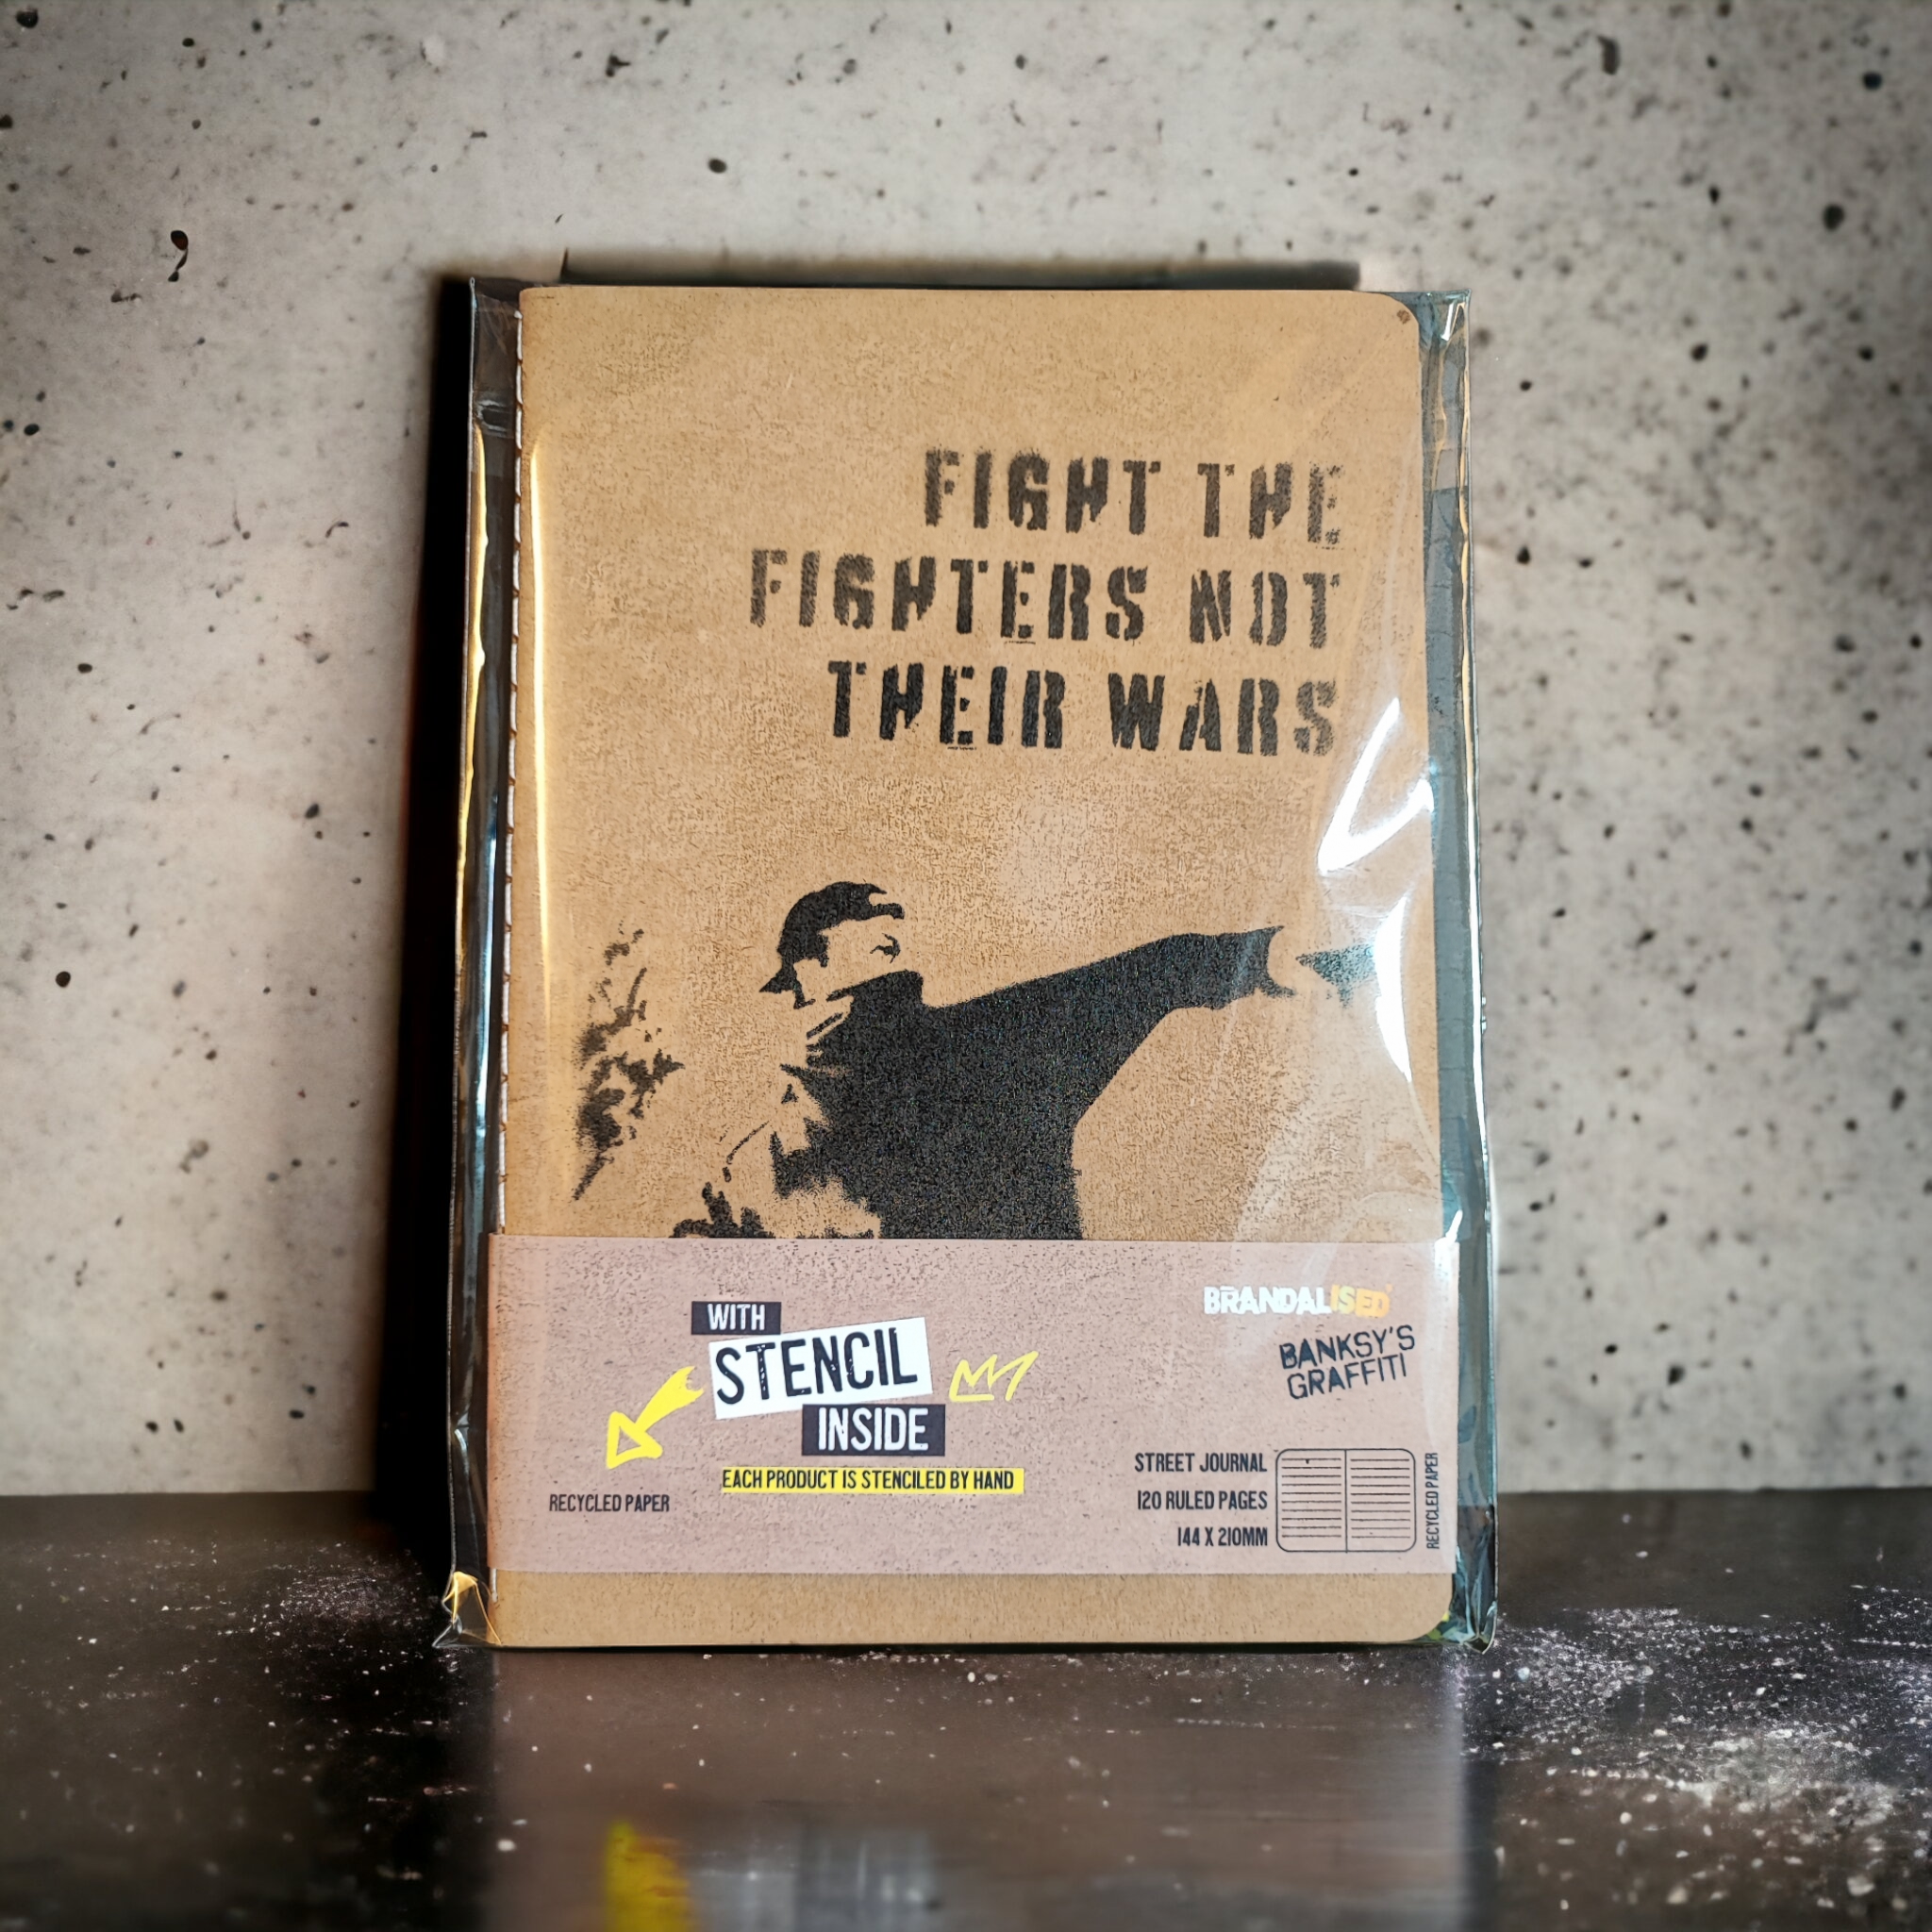 FIGHT THE
FIGHTERS NOT
THEIR WARS
WITH
STENCIL
INSIDE
EACH PRODUCT IS STENCILED BY HAND
RECYCLED PAPER
BRANDALISED
BANKSY'S
GRAFFITI
STREET JOURNAL
120 RULED PAGES
144 X 210MM
RECYCLED PAPER